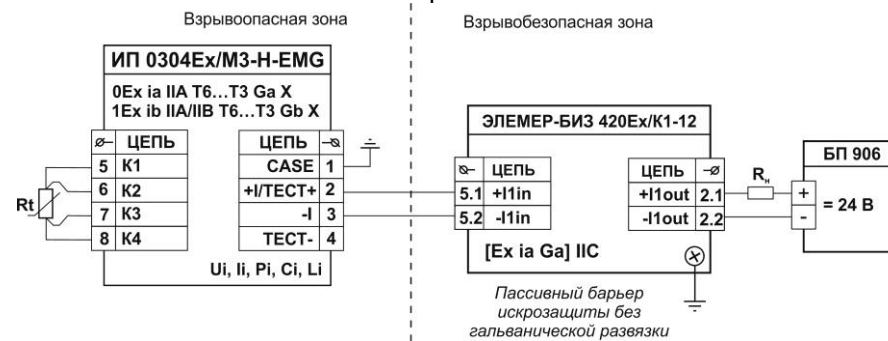 Взрывоопасная зона
Взрывобезопасная зона
ИП 0304Ex/М3-Н-EMG
0Ex ia IIA T6...T3 Ga X
1Ex ib IIA/IIB T6...T3 Gb X
ЦЕПЬ
5 К1
6 К2
7 К3
8 К4
Rt
ЦЕПЬ
CASE 1
+I/ТЕСТ+ 2
-I 3
ТЕСТ- 4
Ui, Ii, Pi, Ci, Li
ЭЛЕМЕР-БИЗ 420Ex/К1-12
ЦЕПЬ
5.1 +I1in
5.2 -I1in
ЦЕПЬ
+I1out 2.1
-I1out 2.2
[Ex ia Ga] IIC
Rн
БП 906
+
= 24 В
-
Пассивный барьер
искрозащиты без
гальванической развязки